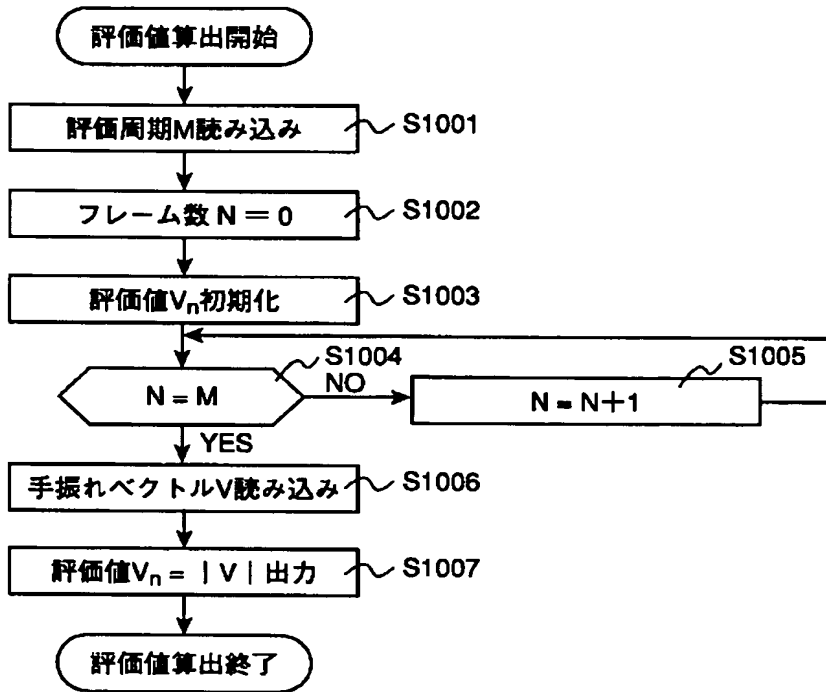 評価値算出開始
評価周期M読み込み
S1001
フレーム数 N = 0
S1002
評価値Vn初期化
S1003
S1004
N = M
NO
S1005
N = N+1
YES
手振れベクトルV読み込み
S1006
評価値Vn = | V | 出力
S1007
評価値算出終了